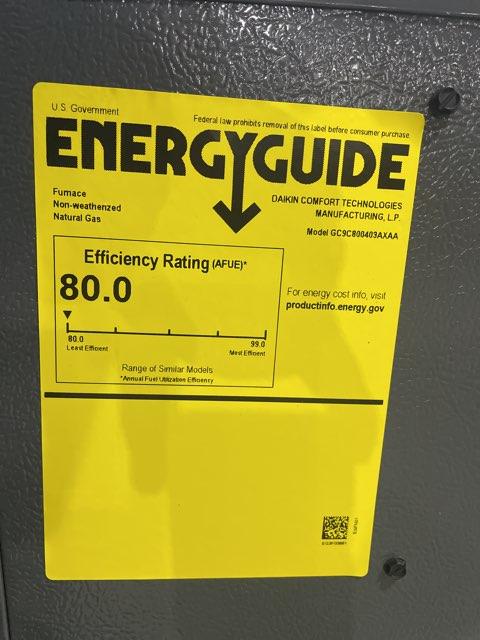 U.S. Government
Federal law prohibits removal of this label before consumer purchase.
ENERGYGUIDE
Furnace
Non-weatherized
Natural Gas
DAIKIN COMFORT TECHNOLOGIES
MANUFACTURING, L.P.
Model GC9C800403AXAA
Efficiency Rating (AFUE)*
80.0
80.0
Least Efficient
99.0
Most Efficient
Range of Similar Models
*Annual Fuel Utilization Efficiency
For energy cost info, visit
productinfo.energy.gov